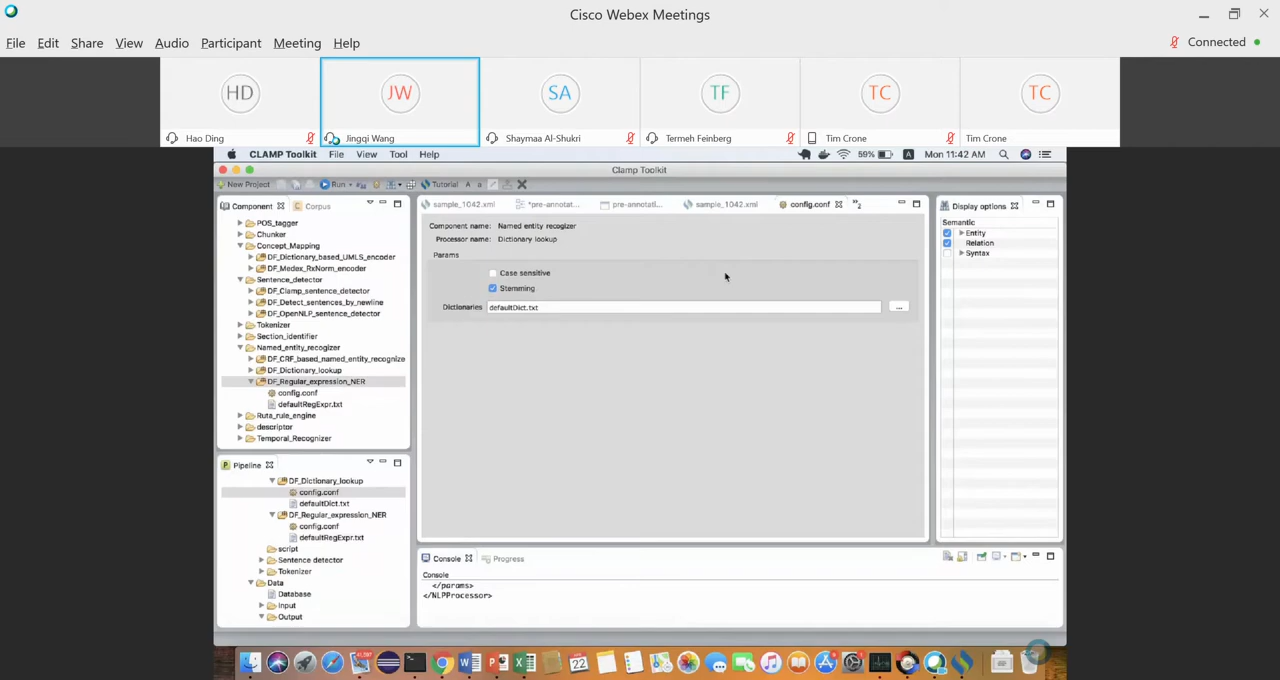 Cisco Webex Meetings
File Edit Share View Audio Participant Meeting Help
Connected
HD
JW
SA
TF
TC
TC
Hao Ding
Jingqi Wang
Shaymaa Al-Shukri
Termeh Feinberg
Tim Crone
Tim Crone
CLAMP Toolkit File View Tool Help
59% A Mon 11:42 AM
Clamp Toolkit
New Project Run Tutorial A a
Component Corpus
POS_tagger
Chunker
Concept_Mapping
DF_Dictionary_based_UMLS_encoder
DF_Medex_RxNorm_encoder
Sentence_detector
DF_Clamp_sentence_detector
DF_Detect_sentences_by_newline
DF_OpenNLP_sentence_detector
Tokenizer
Section_identifier
Named_entity_recogizer
DF_CRF_based_named_entity_recognize
DF_Dictionary_lookup
DF_Regular_expression_NER
config.conf
defaultRegExpr.txt
Ruta_rule_engine
descriptor
Temporal_Recognizer
Pipeline
DF_Dictionary_lookup
config.conf
defaultDict.txt
DF_Regular_expression_NER
config.conf
defaultRegExpr.txt
script
Sentence detector
Tokenizer
Data
Database
Input
Output
sample_1042.xml *pre-annotat... pre-annotati... sample_1042.xml config.conf »2
Component name: Named entity recogizer
Processor name: Dictionary lookup
Params
Case sensitive
Stemming
Dictionaries defaultDict.txt ...
Console Progress
Console
</params>
</NLPProcessor>
Display options
Semantic
Entity
Relation
Syntax
22